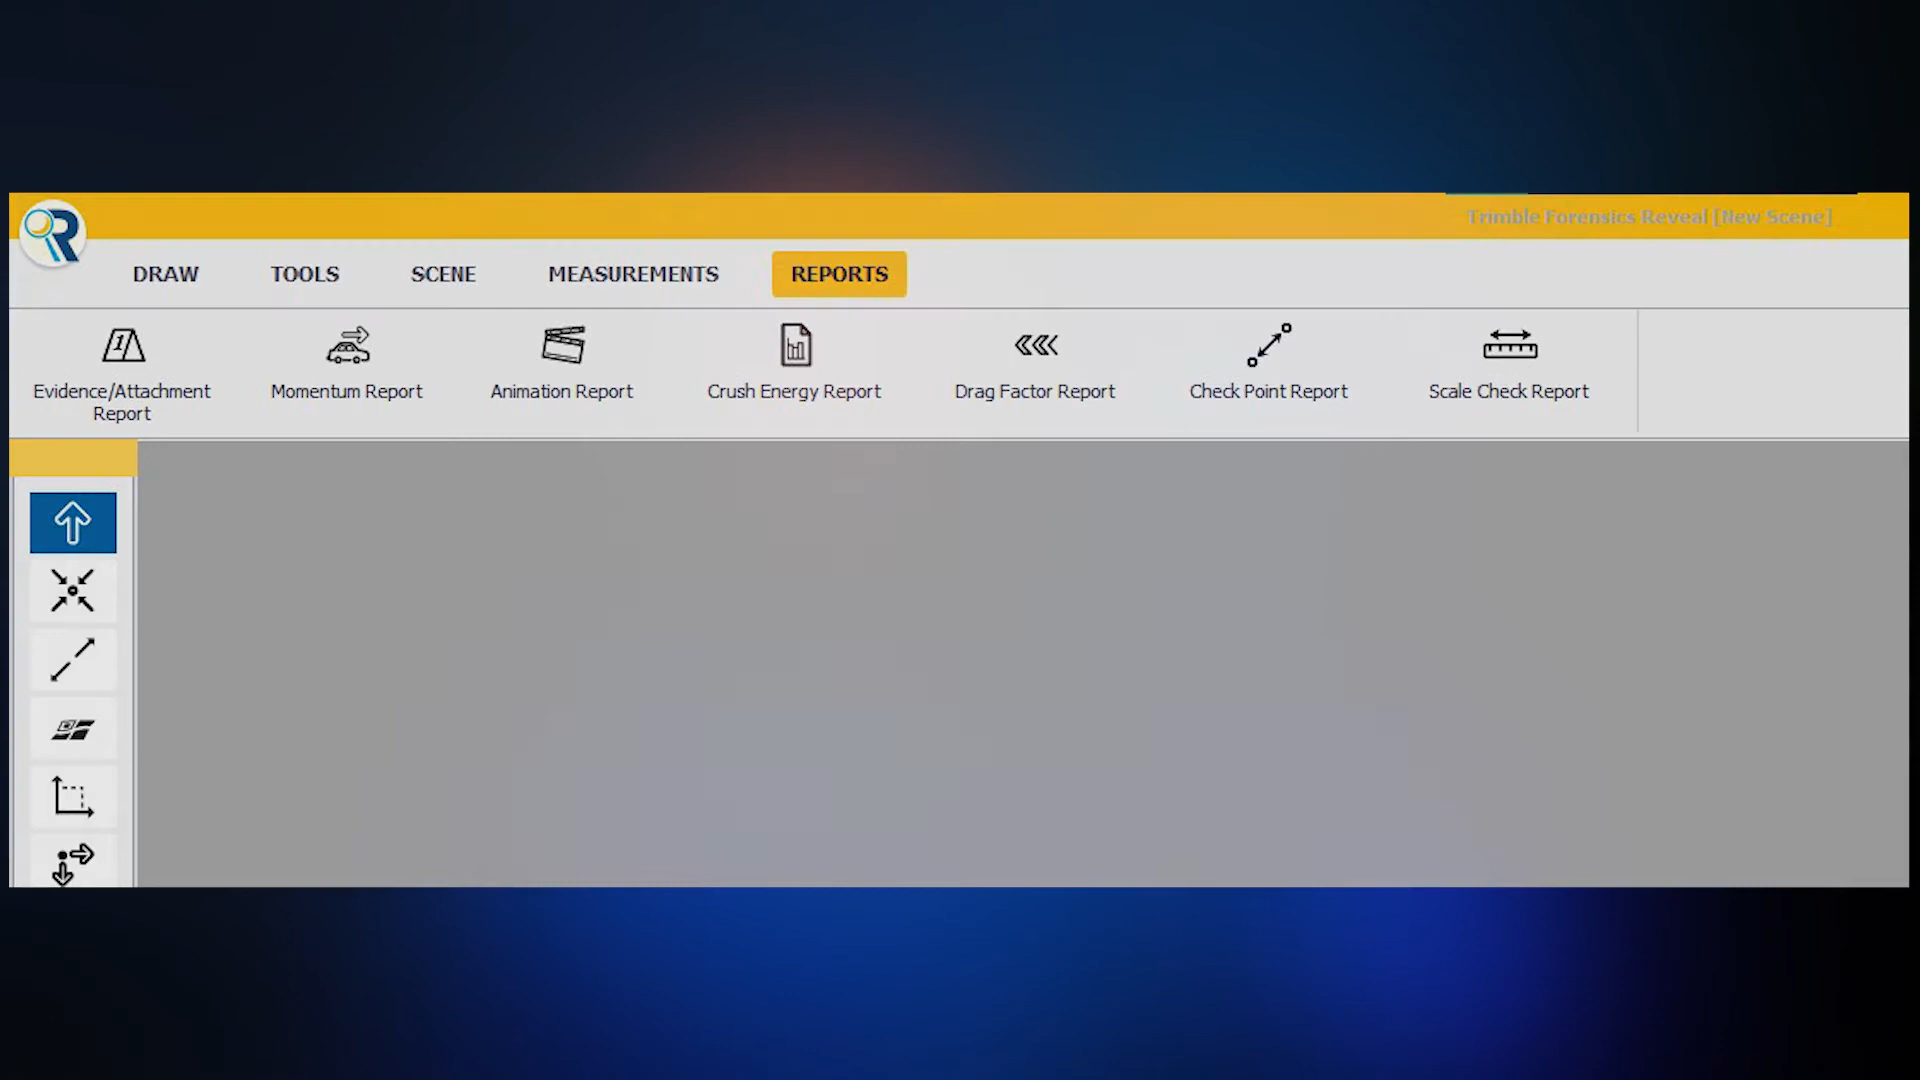 Trimble Forensics Reveal [New Scene]
R
DRAW TOOLS SCENE MEASUREMENTS REPORTS
Evidence/Attachment
Report
Momentum Report
Animation Report
Crush Energy Report
Drag Factor Report
Check Point Report
Scale Check Report